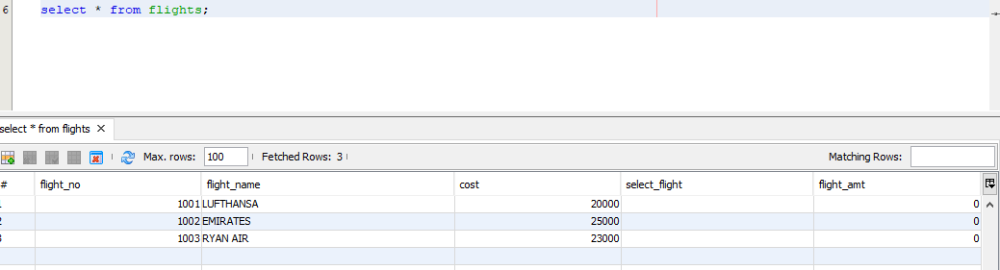 6 select * from flights;
select * from flights
Max. rows: 100 Fetched Rows: 3 Matching Rows:
# flight_no flight_name cost select_flight flight_amt
1 1001 LUFTHANSA 20000 0
2 1002 EMIRATES 25000 0
3 1003 RYAN AIR 23000 0